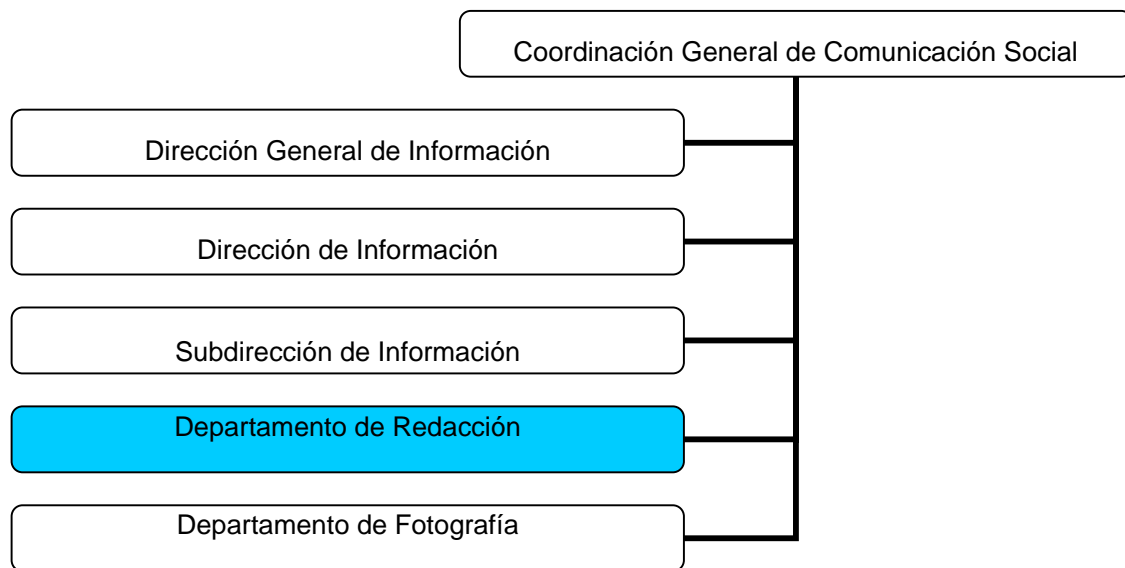 Coordinación General de Comunicación Social
Dirección General de Información
Dirección de Información
Subdirección de Información
Departamento de Redacción
Departamento de Fotografía